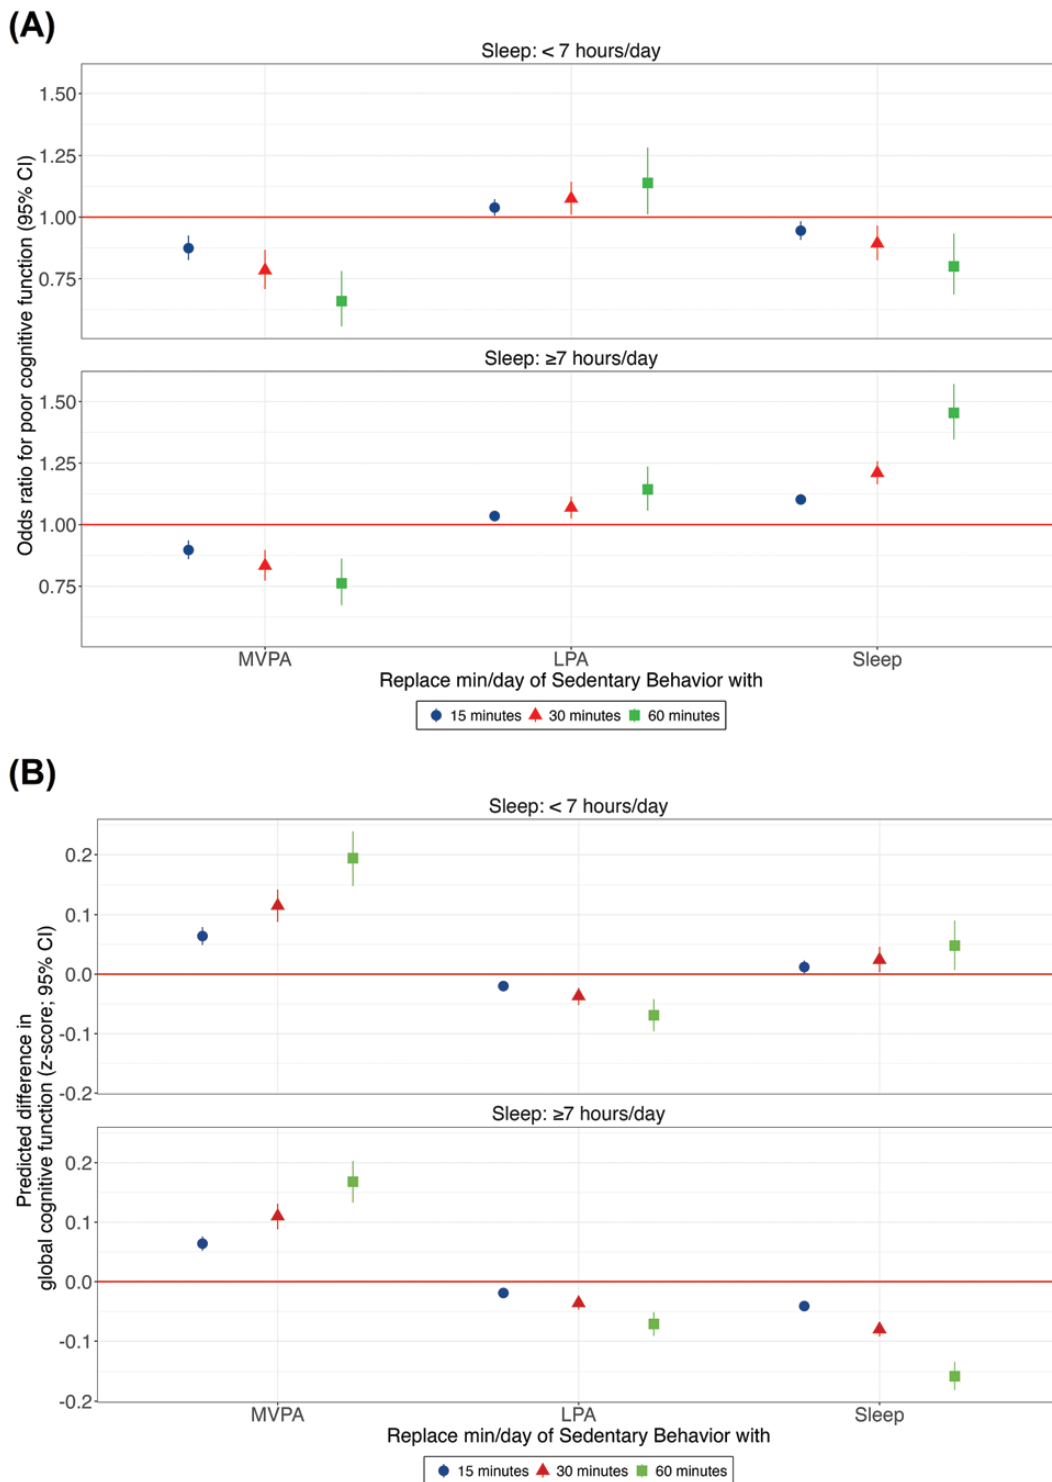 (A)
Sleep: < 7 hours/day
1.50
1.25
1.00
0.75
Sleep: ≥7 hours/day
1.50
1.25
1.00
0.75
Odds ratio for poor cognitive function (95% CI)
MVPA LPA Sleep
Replace min/day of Sedentary Behavior with
15 minutes 30 minutes 60 minutes
(B)
Sleep: < 7 hours/day
0.2
0.1
0.0
-0.1
-0.2
Sleep: ≥7 hours/day
0.2
0.1
0.0
-0.1
-0.2
Predicted difference in
global cognitive function (z-score; 95% CI)
MVPA LPA Sleep
Replace min/day of Sedentary Behavior with
15 minutes 30 minutes 60 minutes